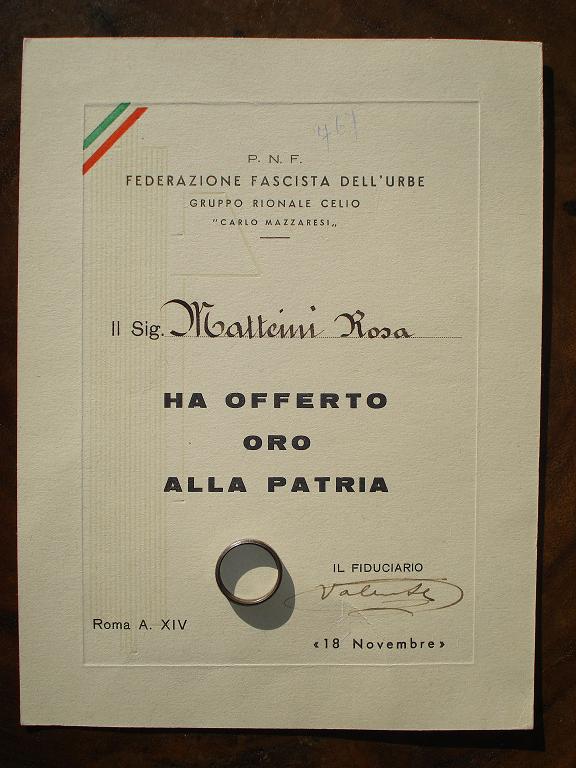 P. N. F.
FEDERAZIONE FASCISTA DELL'URBE
GRUPPO RIONALE CELIO
"CARLO MAZZARESI„
Il Sig. Matteini Rosa
HA OFFERTO
ORO
ALLA PATRIA
IL FIDUCIARIO
Roma A. XIV
«18 Novembre»